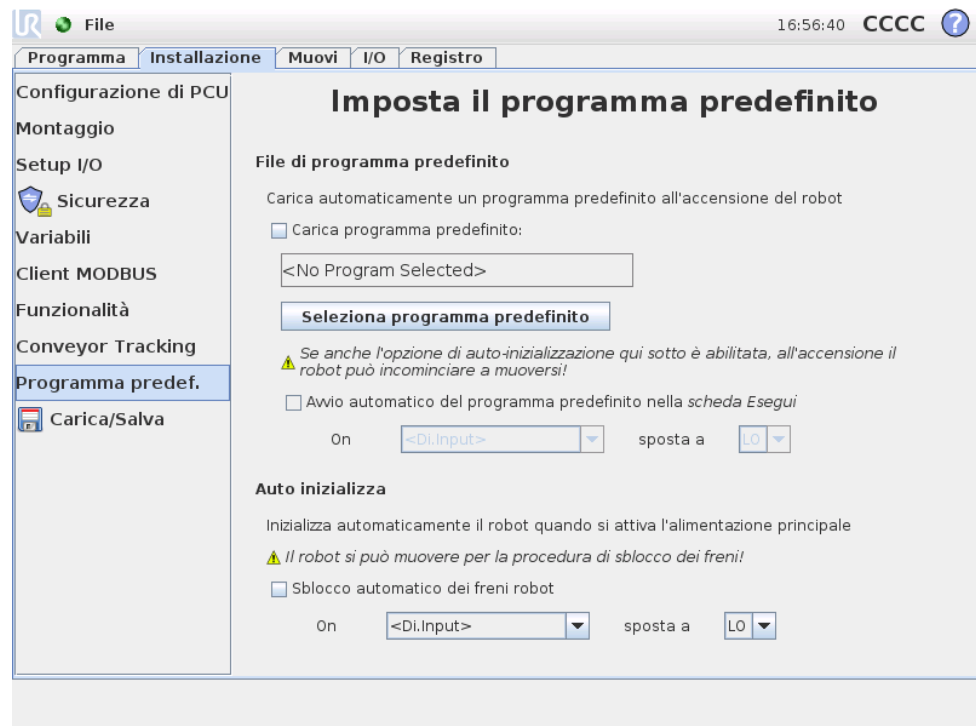 UR File 16:56:40 CCCC ?
Programma Installazione Muovi I/O Registro
Configurazione di PCU
Montaggio
Setup I/O
Sicurezza
Variabili
Client MODBUS
Funzionalità
Conveyor Tracking
Programma predef.
Carica/Salva
Imposta il programma predefinito
File di programma predefinito
Carica automaticamente un programma predefinito all'accensione del robot
Carica programma predefinito:
<No Program Selected>
Seleziona programma predefinito
Se anche l'opzione di auto-inizializzazione qui sotto è abilitata, all'accensione il
robot può incominciare a muoversi!
Avvio automatico del programma predefinito nella scheda Esegui
On <Di.Input> sposta a LO
Auto inizializza
Inizializza automaticamente il robot quando si attiva l'alimentazione principale
Il robot si può muovere per la procedura di sblocco dei freni!
Sblocco automatico dei freni robot
On <Di.Input> sposta a LO